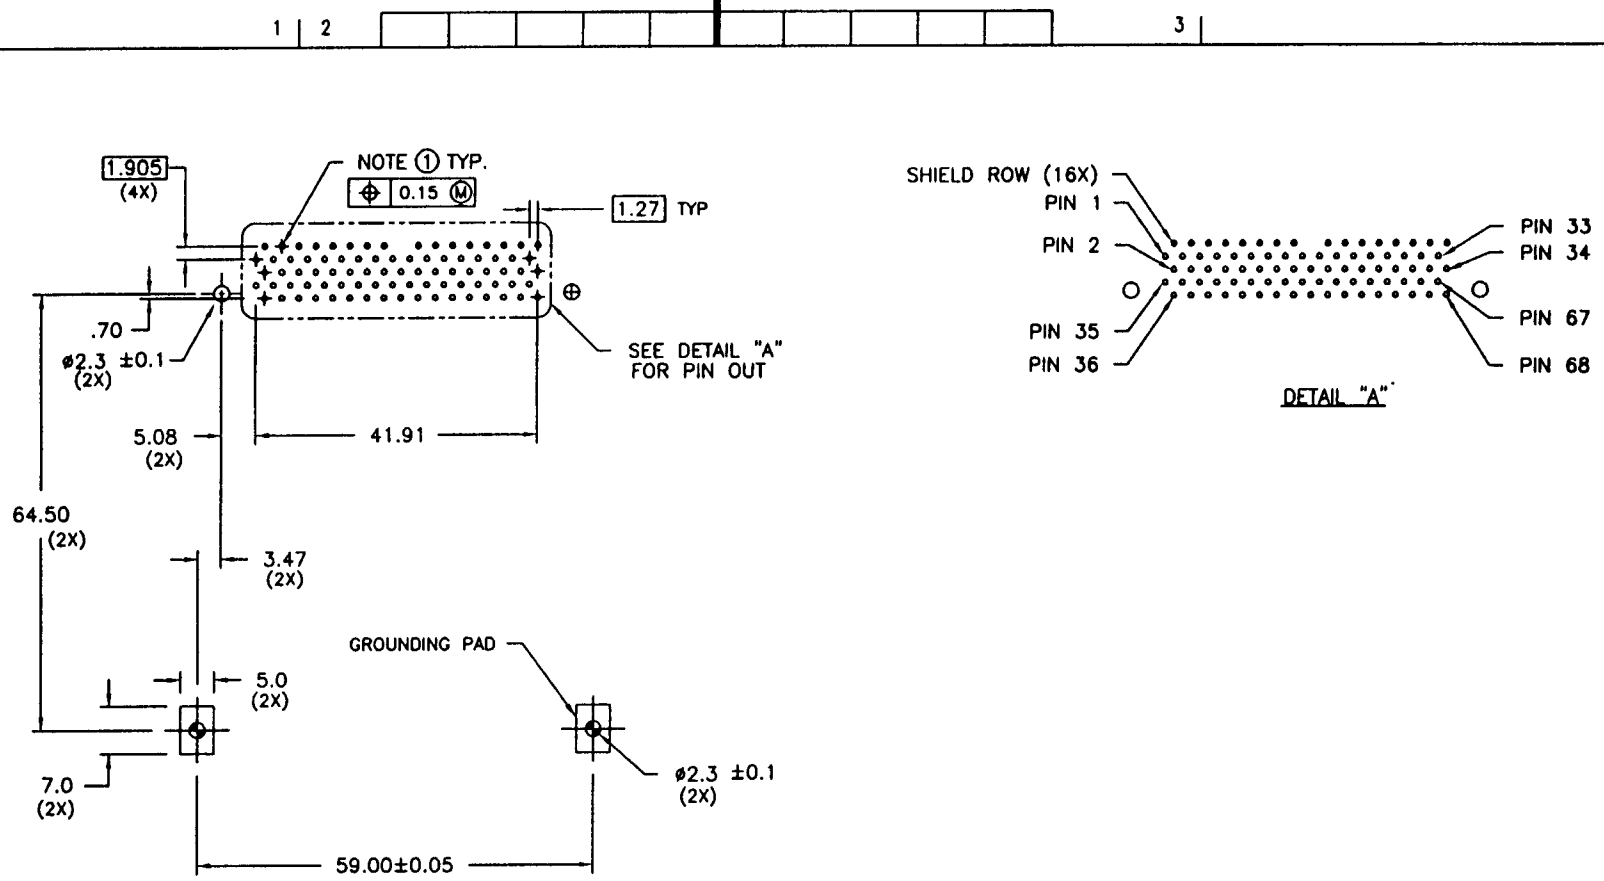 1 2 3
1.905
(4X)
NOTE 1 TYP.
⌖ 0.15 Ⓜ
1.27 TYP
.70
ø2.3 ±0.1
(2X)
SEE DETAIL "A"
FOR PIN OUT
5.08
(2X)
41.91
64.50
(2X)
3.47
(2X)
GROUNDING PAD
5.0
(2X)
7.0
(2X)
ø2.3 ±0.1
(2X)
59.00±0.05
SHIELD ROW (16X)
PIN 1
PIN 2
PIN 33
PIN 34
PIN 35
PIN 36
PIN 67
PIN 68
DETAIL "A"